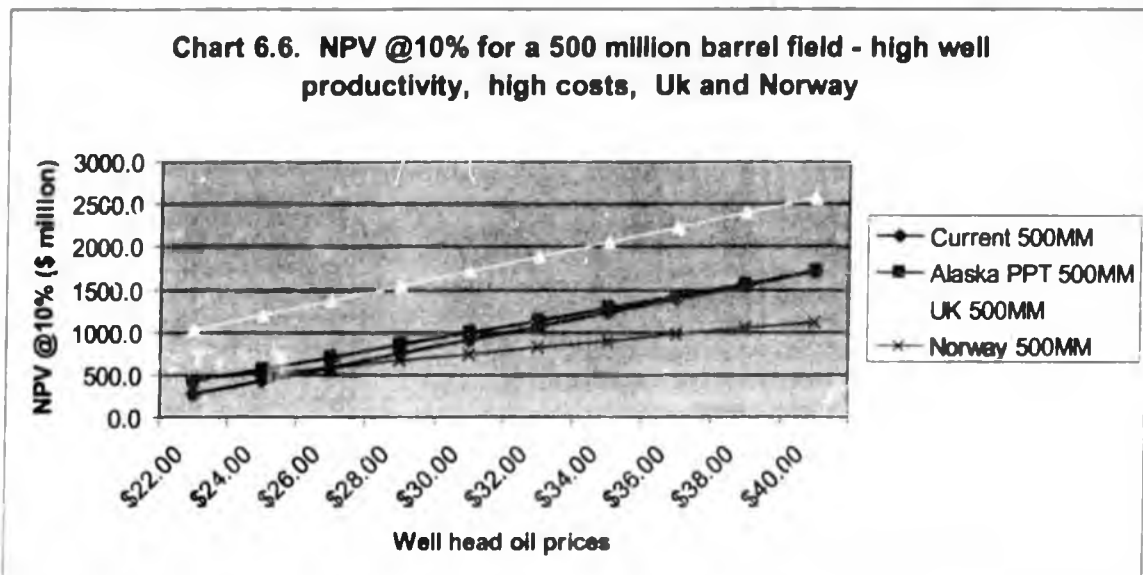 Chart 6.6. NPV @10% for a 500 million barrel field - high well
productivity, high costs, Uk and Norway
NPV @10% ($ million)
3000.0
2500.0
2000.0
1500.0
1000.0
500.0
0.0
$22.00
$24.00
$26.00
$28.00
$30.00
$32.00
$34.00
$36.00
$38.00
$40.00
Well head oil prices
Current 500MM
Alaska PPT 500MM
UK 500MM
Norway 500MM